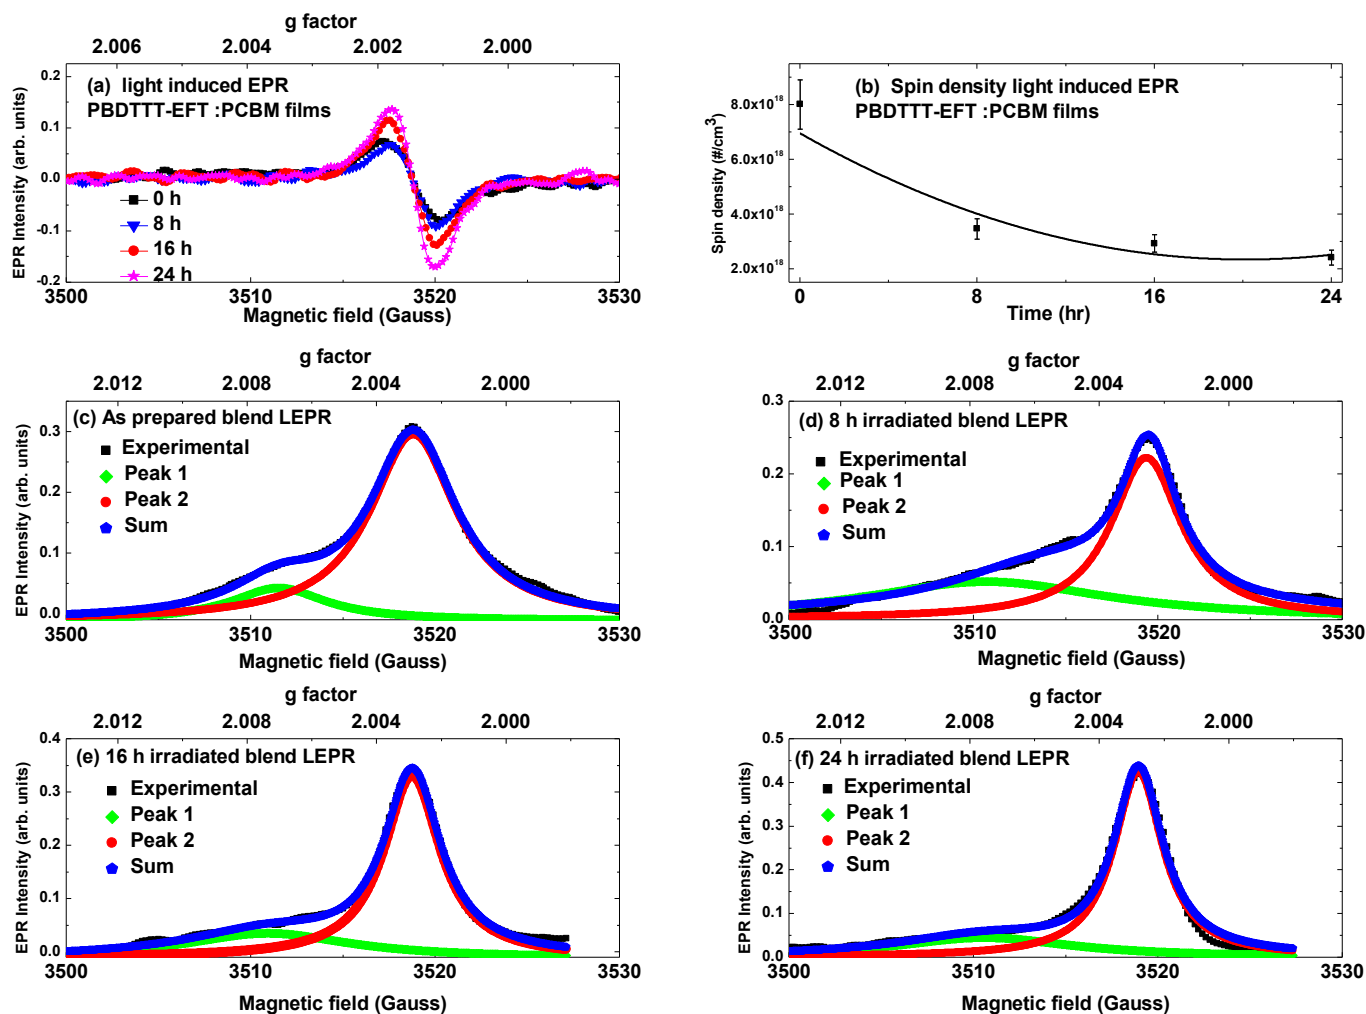 g factor
2.006 2.004 2.002 2.000
0.2
0.1
0.0
-0.1
-0.2
EPR Intensity (arb. units)
(a) light induced EPR
PBDTTT-EFT :PCBM films
0 h
8 h
16 h
24 h
3500 3510 3520 3530
Magnetic field (Gauss)
8.0x10¹⁸
6.0x10¹⁸
4.0x10¹⁸
2.0x10¹⁸
Spin density (#/cm³)
(b) Spin density light induced EPR
PBDTTT-EFT :PCBM films
0 8 16 24
Time (hr)
g factor
2.012 2.008 2.004 2.000
0.3
0.2
0.1
0.0
EPR Intensity (arb. units)
(c) As prepared blend LEPR
Experimental
Peak 1
Peak 2
Sum
3500 3510 3520 3530
Magnetic field (Gauss)
g factor
2.012 2.008 2.004 2.000
0.3
0.2
0.1
0.0
EPR Intensity (arb. units)
(d) 8 h irradiated blend LEPR
Experimental
Peak 1
Peak 2
Sum
3500 3510 3520 3530
Magnetic field (Gauss)
g factor
2.012 2.008 2.004 2.000
0.4
0.3
0.2
0.1
0.0
EPR Intensity (arb. units)
(e) 16 h irradiated blend LEPR
Experimental
Peak 1
Peak 2
Sum
3500 3510 3520 3530
Magnetic field (Gauss)
g factor
2.012 2.008 2.004 2.000
0.5
0.4
0.3
0.2
0.1
0.0
EPR Intensity (arb. units)
(f) 24 h irradiated blend LEPR
Experimental
Peak 1
Peak 2
Sum
3500 3510 3520 3530
Magnetic field (Gauss)